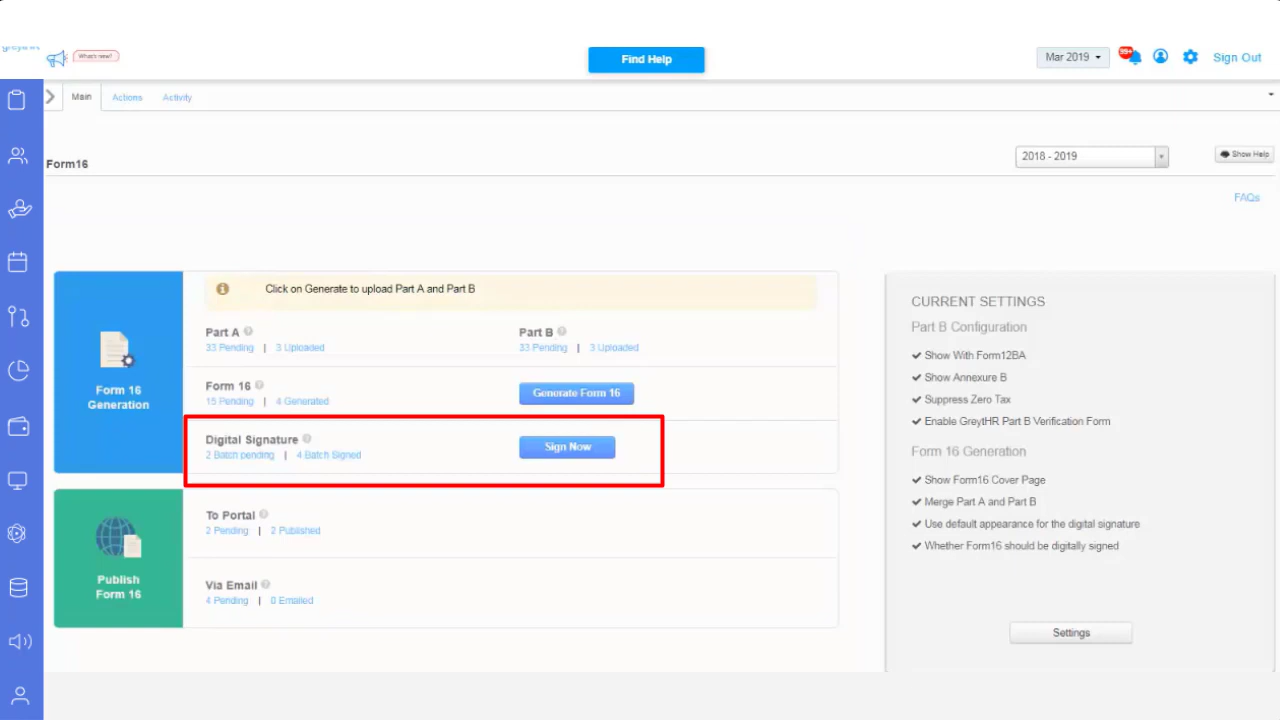 What's new?
Find Help
Mar 2019
99+
Sign Out
Main
Actions
Activity
Form16
2018 - 2019
Show Help
FAQs
Form 16
Generation
Click on Generate to upload Part A and Part B
Part A
33 Pending | 3 Uploaded
Part B
33 Pending | 3 Uploaded
Form 16
15 Pending | 4 Generated
Generate Form 16
Digital Signature
2 Batch pending | 4 Batch Signed
Sign Now
Publish
Form 16
To Portal
2 Pending | 2 Published
Via Email
4 Pending | 0 Emailed
CURRENT SETTINGS
Part B Configuration
Show With Form12BA
Show Annexure B
Suppress Zero Tax
Enable GreytHR Part B Verification Form
Form 16 Generation
Show Form16 Cover Page
Merge Part A and Part B
Use default appearance for the digital signature
Whether Form16 should be digitally signed
Settings